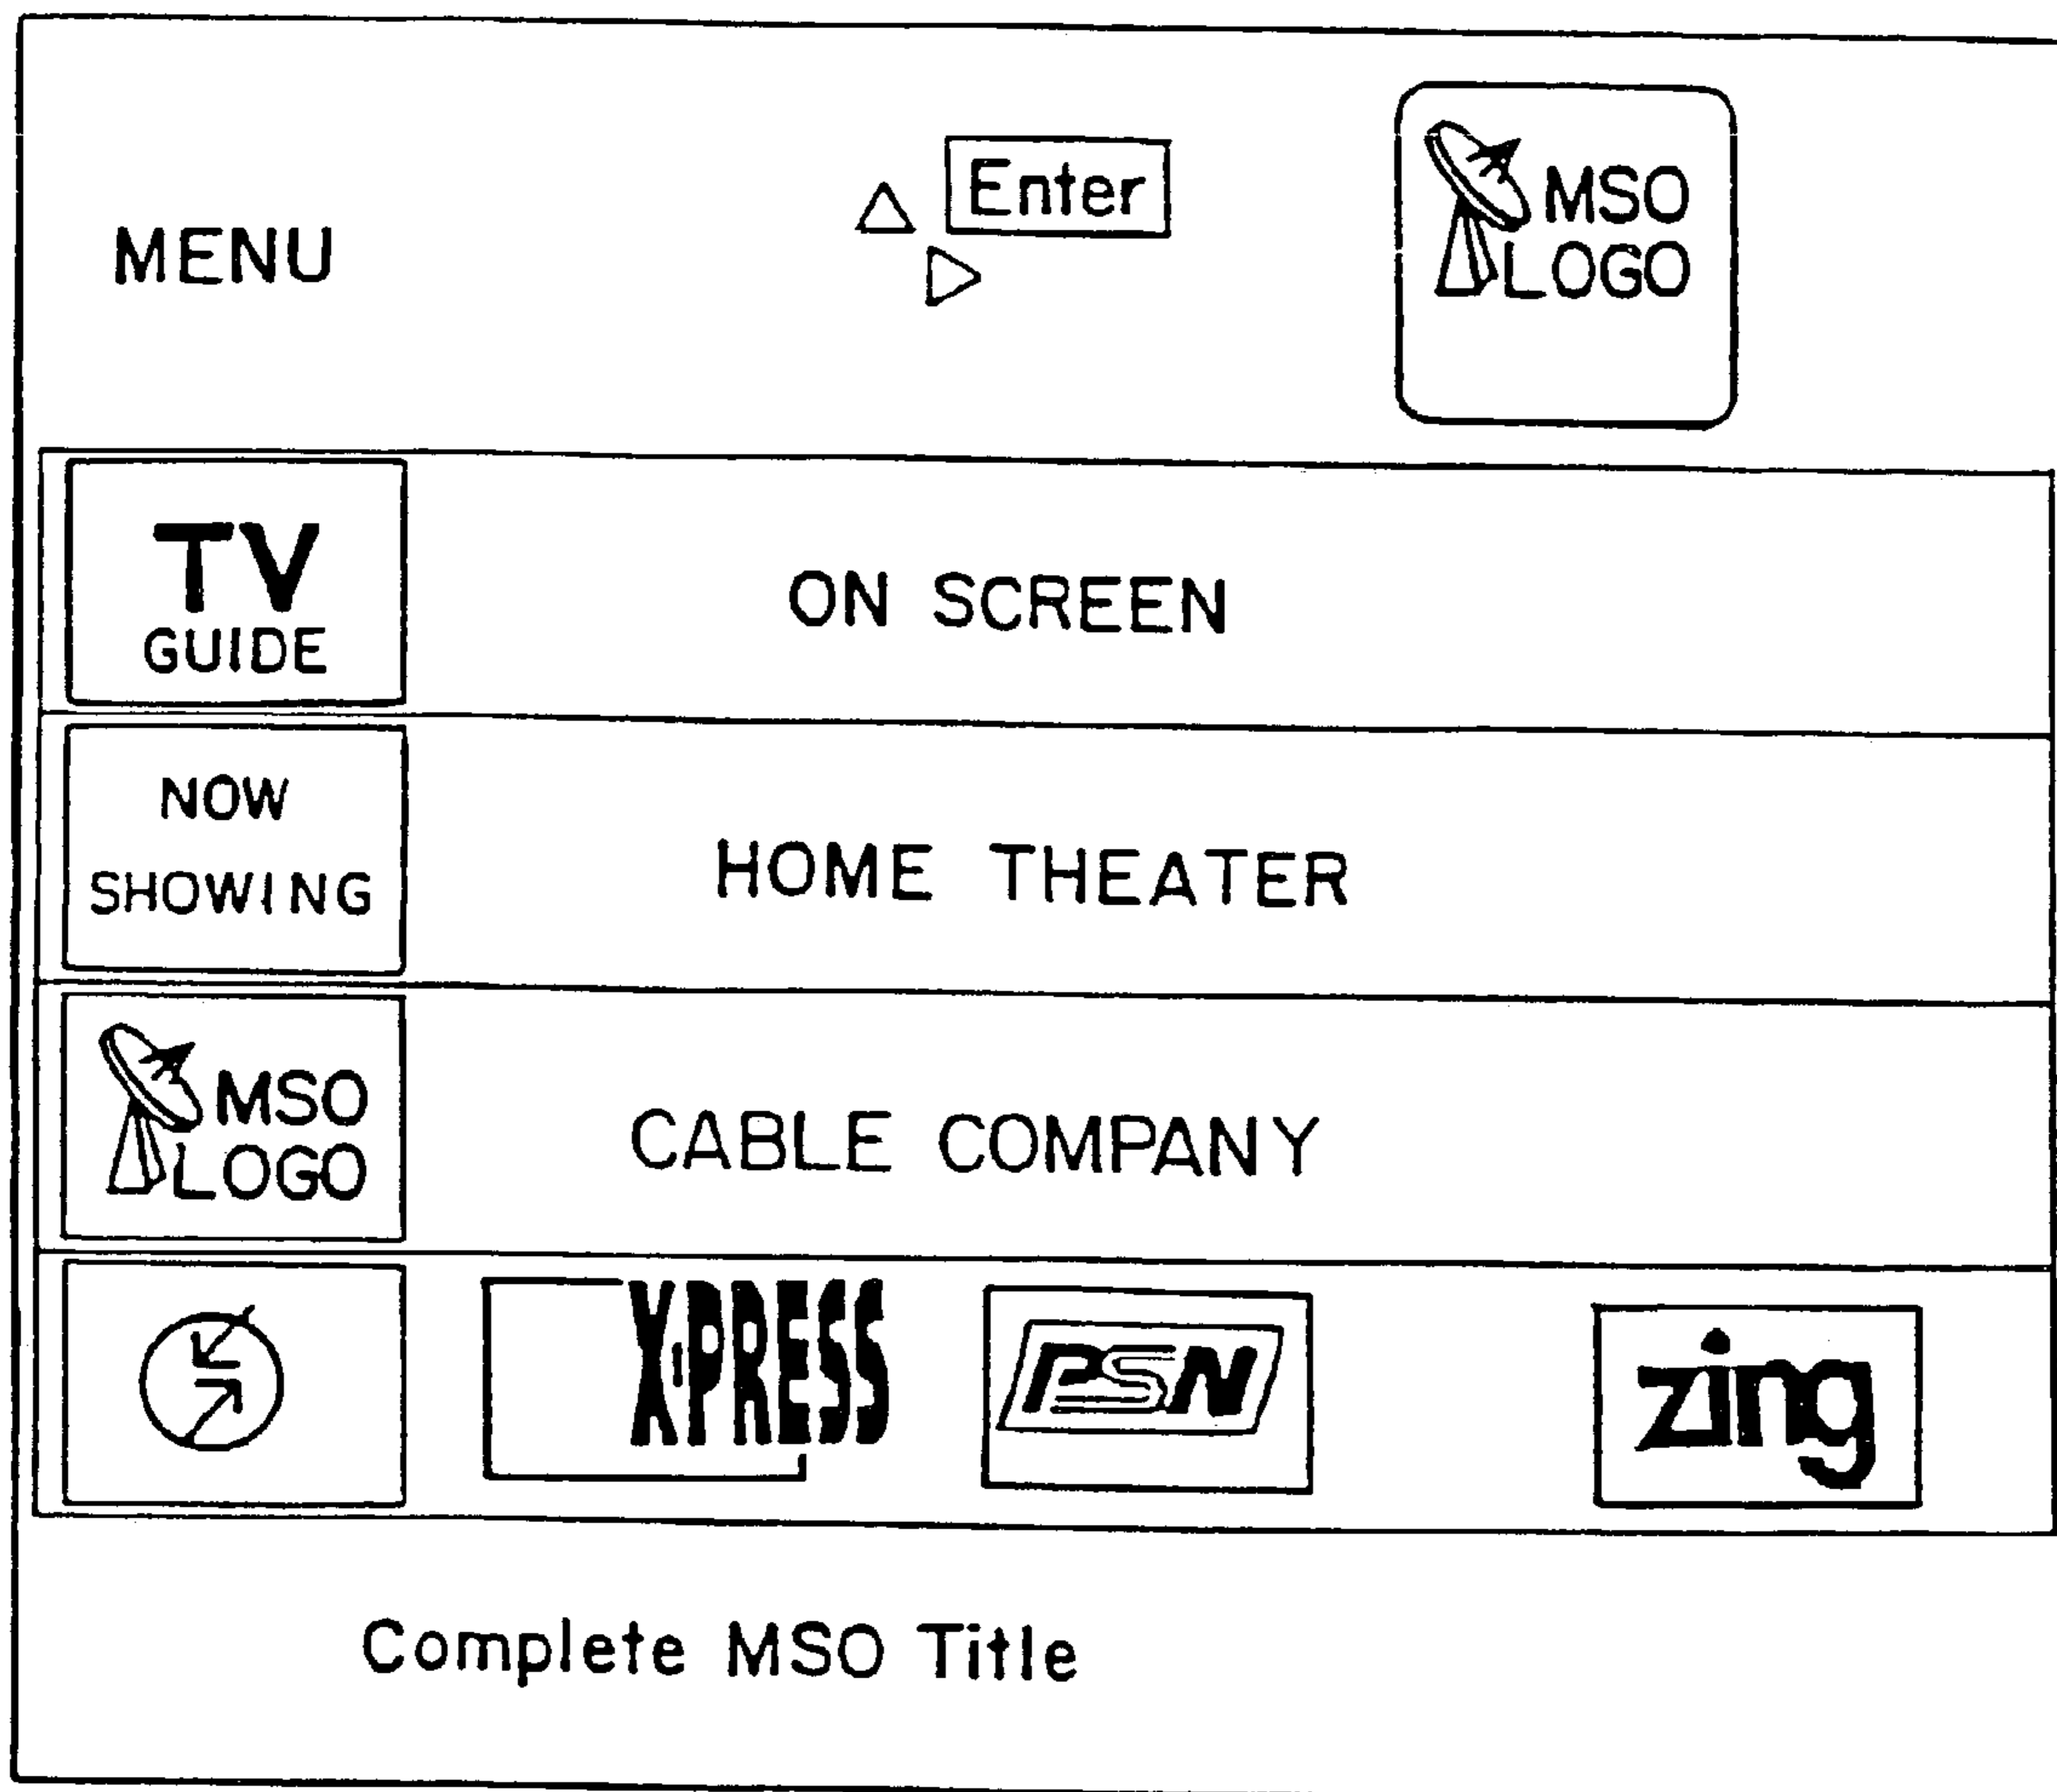 MENU
Enter
MSO
LOGO
TV
GUIDE
ON SCREEN
NOW
SHOWING
HOME THEATER
MSO
LOGO
CABLE COMPANY
X·PRESS
PSN
zing
Complete MSO Title